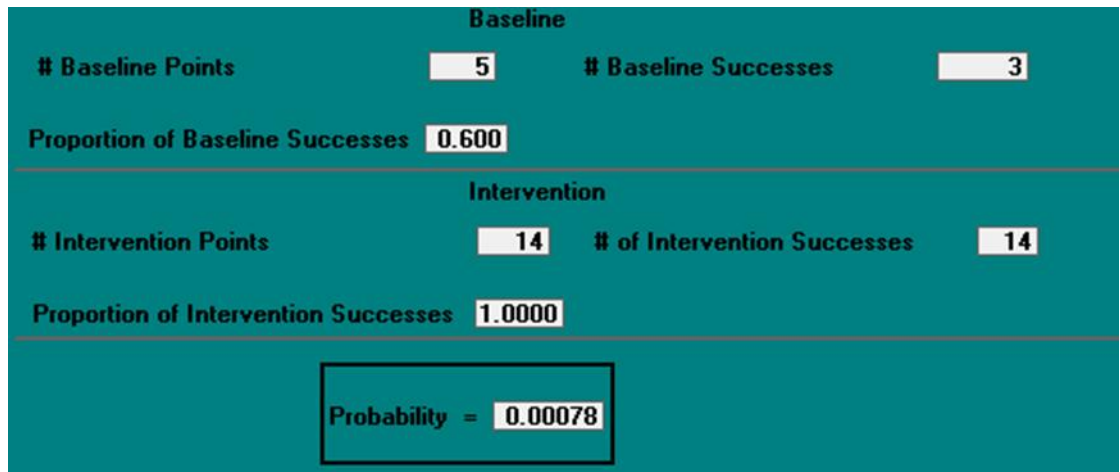 Baseline
# Baseline Points 5 # Baseline Successes 3
Proportion of Baseline Successes 0.600
Intervention
# Intervention Points 14 # of Intervention Successes 14
Proportion of Intervention Successes 1.0000
Probability = 0.00078